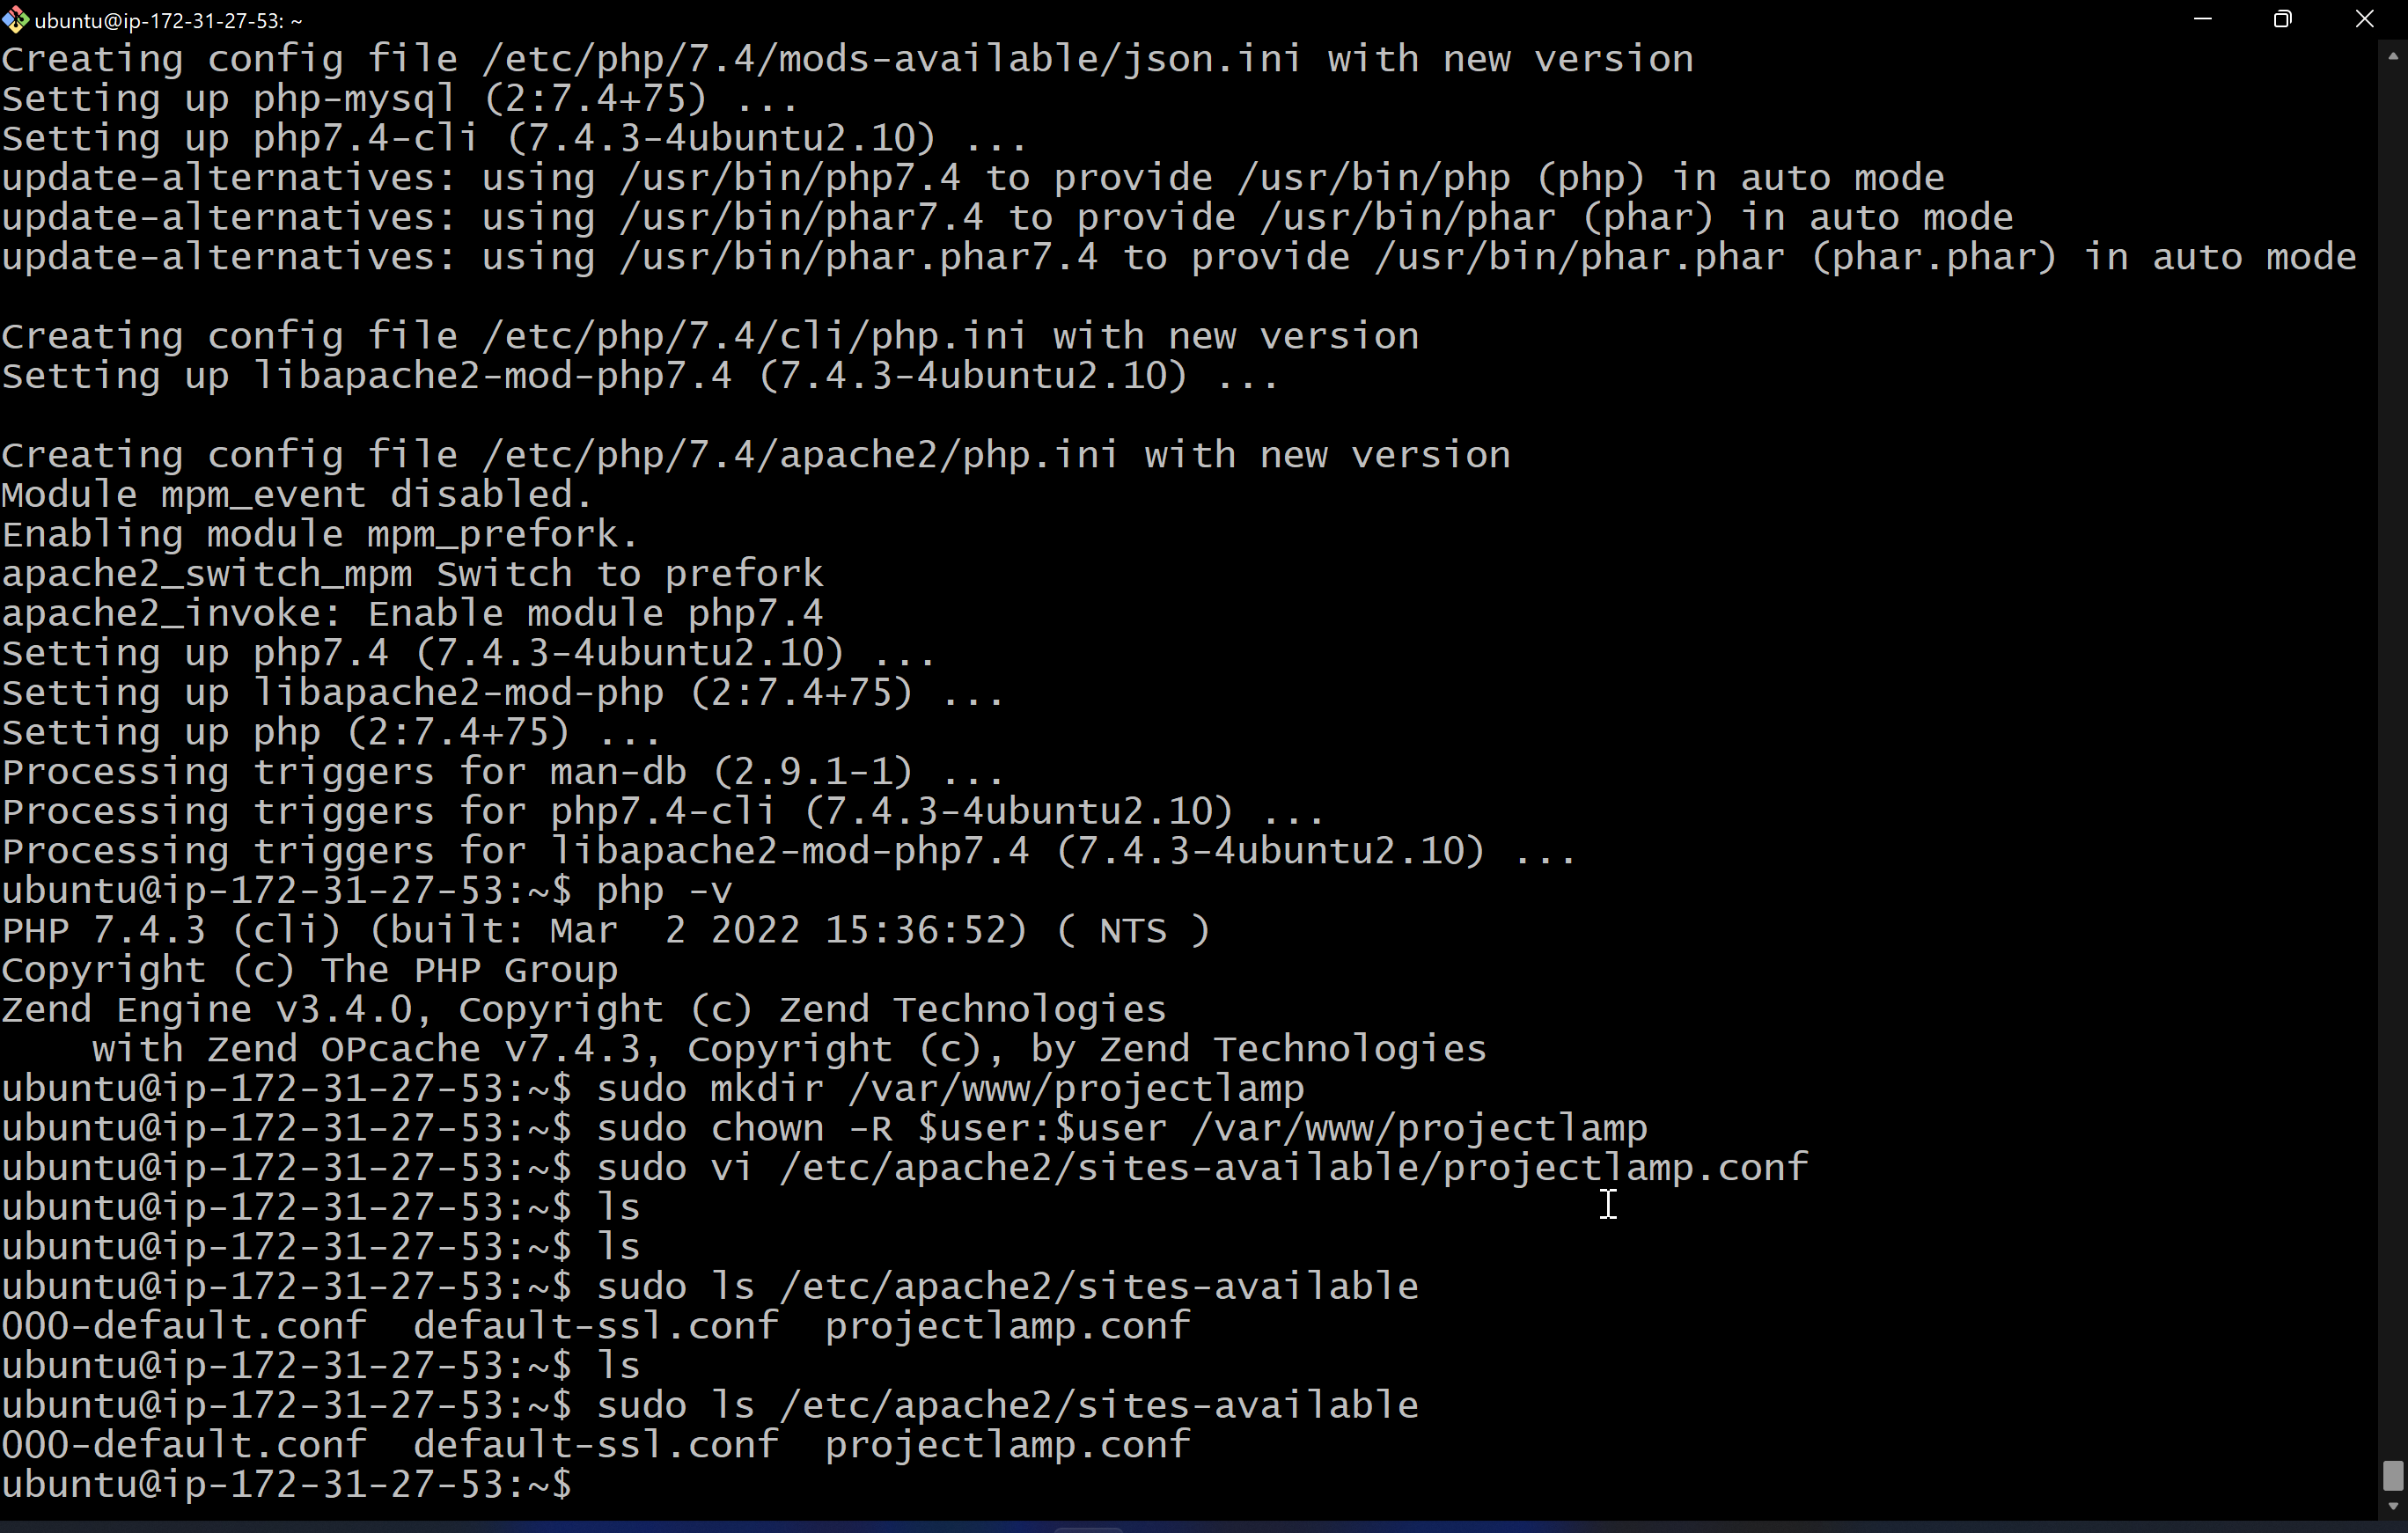 ubuntu@ip-172-31-27-53: ~
Creating config file /etc/php/7.4/mods-available/json.ini with new version
Setting up php-mysql (2:7.4+75) ...
Setting up php7.4-cli (7.4.3-4ubuntu2.10) ...
update-alternatives: using /usr/bin/php7.4 to provide /usr/bin/php (php) in auto mode
update-alternatives: using /usr/bin/phar7.4 to provide /usr/bin/phar (phar) in auto mode
update-alternatives: using /usr/bin/phar.phar7.4 to provide /usr/bin/phar.phar (phar.phar) in auto mode
Creating config file /etc/php/7.4/cli/php.ini with new version
Setting up libapache2-mod-php7.4 (7.4.3-4ubuntu2.10) ...
Creating config file /etc/php/7.4/apache2/php.ini with new version
Module mpm_event disabled.
Enabling module mpm_prefork.
apache2_switch_mpm Switch to prefork
apache2_invoke: Enable module php7.4
Setting up php7.4 (7.4.3-4ubuntu2.10) ...
Setting up libapache2-mod-php (2:7.4+75) ...
Setting up php (2:7.4+75) ...
Processing triggers for man-db (2.9.1-1) ...
Processing triggers for php7.4-cli (7.4.3-4ubuntu2.10) ...
Processing triggers for libapache2-mod-php7.4 (7.4.3-4ubuntu2.10) ...
ubuntu@ip-172-31-27-53:~$ php -v
PHP 7.4.3 (cli) (built: Mar  2 2022 15:36:52) ( NTS )
Copyright (c) The PHP Group
Zend Engine v3.4.0, Copyright (c) Zend Technologies
    with Zend OPcache v7.4.3, Copyright (c), by Zend Technologies
ubuntu@ip-172-31-27-53:~$ sudo mkdir /var/www/projectlamp
ubuntu@ip-172-31-27-53:~$ sudo chown -R $user:$user /var/www/projectlamp
ubuntu@ip-172-31-27-53:~$ sudo vi /etc/apache2/sites-available/projectlamp.conf
ubuntu@ip-172-31-27-53:~$ ls
ubuntu@ip-172-31-27-53:~$ ls
ubuntu@ip-172-31-27-53:~$ sudo ls /etc/apache2/sites-available
000-default.conf  default-ssl.conf  projectlamp.conf
ubuntu@ip-172-31-27-53:~$ ls
ubuntu@ip-172-31-27-53:~$ sudo ls /etc/apache2/sites-available
000-default.conf  default-ssl.conf  projectlamp.conf
ubuntu@ip-172-31-27-53:~$